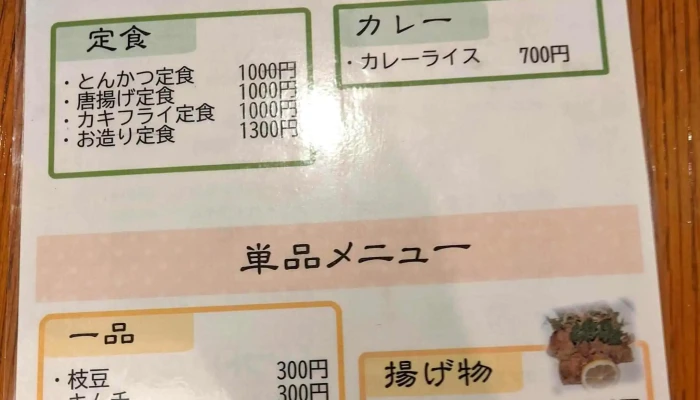 定食
・とんかつ定食 1000円
・唐揚げ定食 1000円
・カキフライ定食 1000円
・お造り定食 1300円
カレー
・カレーライス 700円
単品メニュー
一品
・枝豆 300円
キムチ 300円
揚げ物